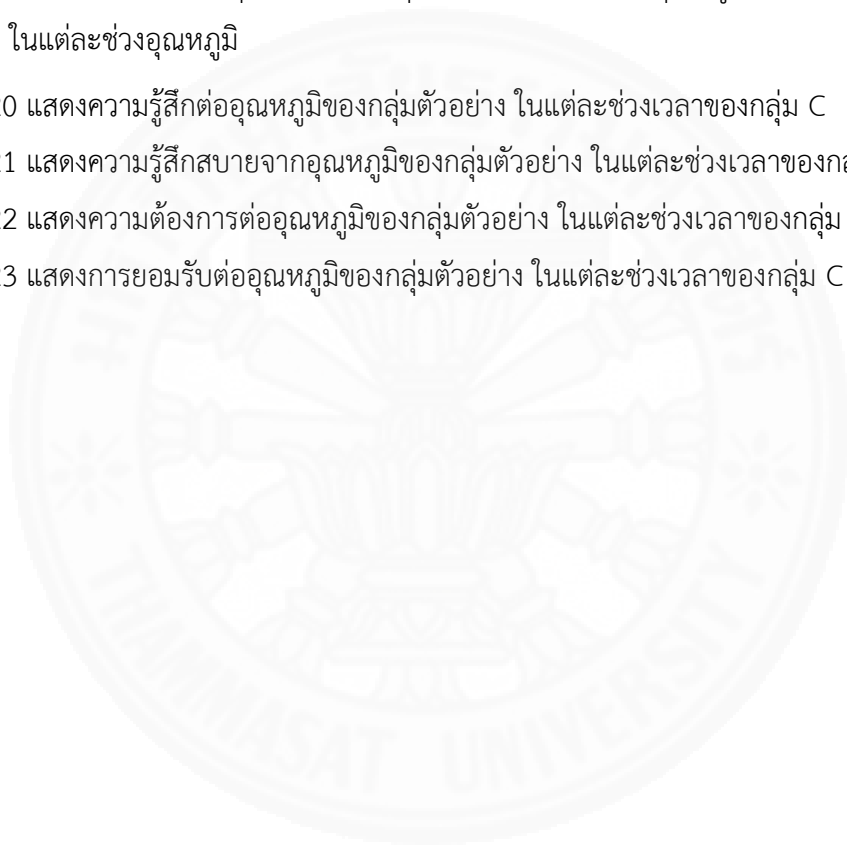 ในแต่ละช่วงอุณหภูมิ
0 แสดงความรู้สึกต่ออุณหภูมิของกลุ่มตัวอย่าง ในแต่ละช่วงเวลาของกลุ่ม C
1 แสดงความรู้สึกสบายจากอุณหภูมิของกลุ่มตัวอย่าง ในแต่ละช่วงเวลาของ
2 แสดงความต้องการต่ออุณหภูมิของกลุ่มตัวอย่าง ในแต่ละช่วงเวลาของกลุ่ม
3 แสดงการยอมรับต่ออุณหภูมิของกลุ่มตัวอย่าง ในแต่ละช่วงเวลาของกลุ่ม C
THAMMASAT UNIVERSITY